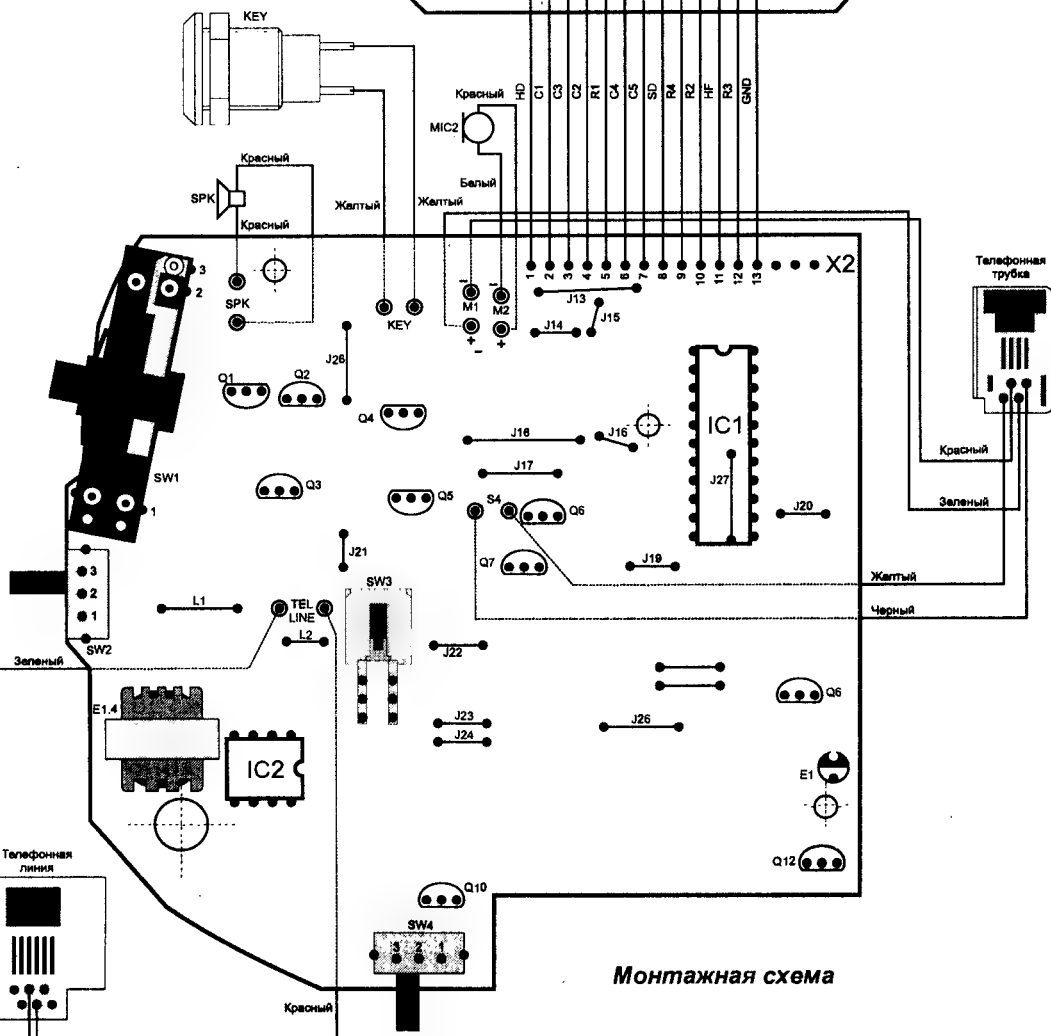 KEY
Красный
MIC2
Белый
HD
C1
C3
C2
R1
C4
C5
SD
R4
R2
HF
R3
GND
Красный
SPK
Красный
Желтый
Желтый
1
2
3
4
5
6
7
8
9
10
11
12
13
X2
Телефонная
трубка
3
2
SPK
KEY
M1
M2
–
–
+
+
–
J13
J14
J15
J26
Q1
Q2
Q4
IC1
J16
J16
J17
J27
Красный
SW1
1
Q3
Q5
S4
Q6
J20
Зеленый
J21
Q7
J19
Желтый
3
2
1
SW2
L1
TEL
LINE
L2
SW3
Черный
J22
Зеленый
E1.4
Q6
J23
J24
J26
IC2
E1
Телефонная
линия
Q12
Q10
SW4
3 2 1
Красный
Монтажная схема